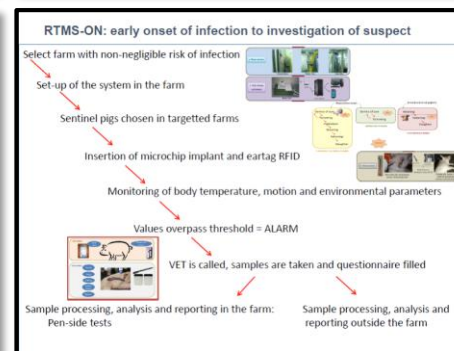 RTMS-ON: early onset of infection to investigation of suspect
Select farm with non-negligible risk of infection
Set-up of the system in the farm
Sentinel pigs chosen in targetted farms
Insertion of microchip implant and eartag RFID
Monitoring of body temperature, motion and environmental parameters
Values overpass threshold = ALARM
VET is called, samples are taken and questionnaire filled
Sample processing, analysis and reporting in the farm:
Pen-side tests
Sample processing, analysis and
reporting outside the farm